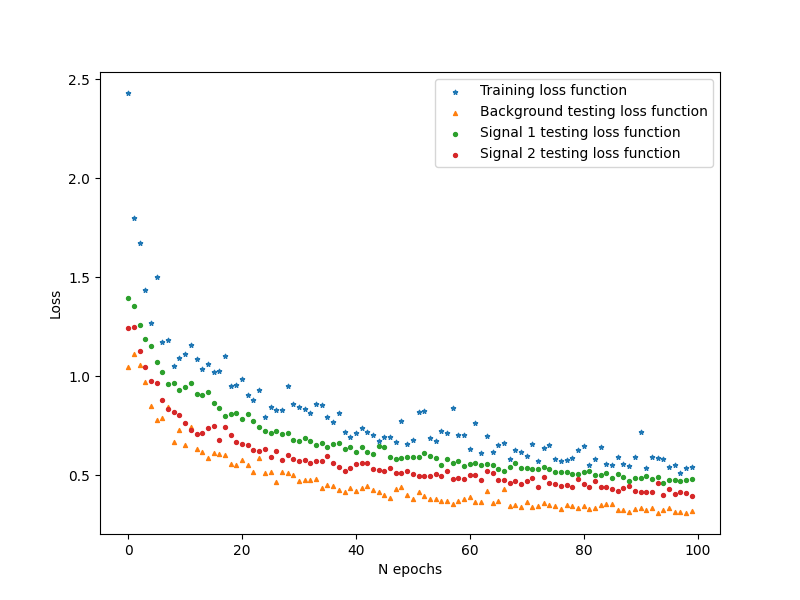 Training loss function
Background testing loss function
Signal 1 testing loss function
Signal 2 testing loss function
2.5
2.0
1.5
1.0
0.5
Loss
0 20 40 60 80 100
N epochs